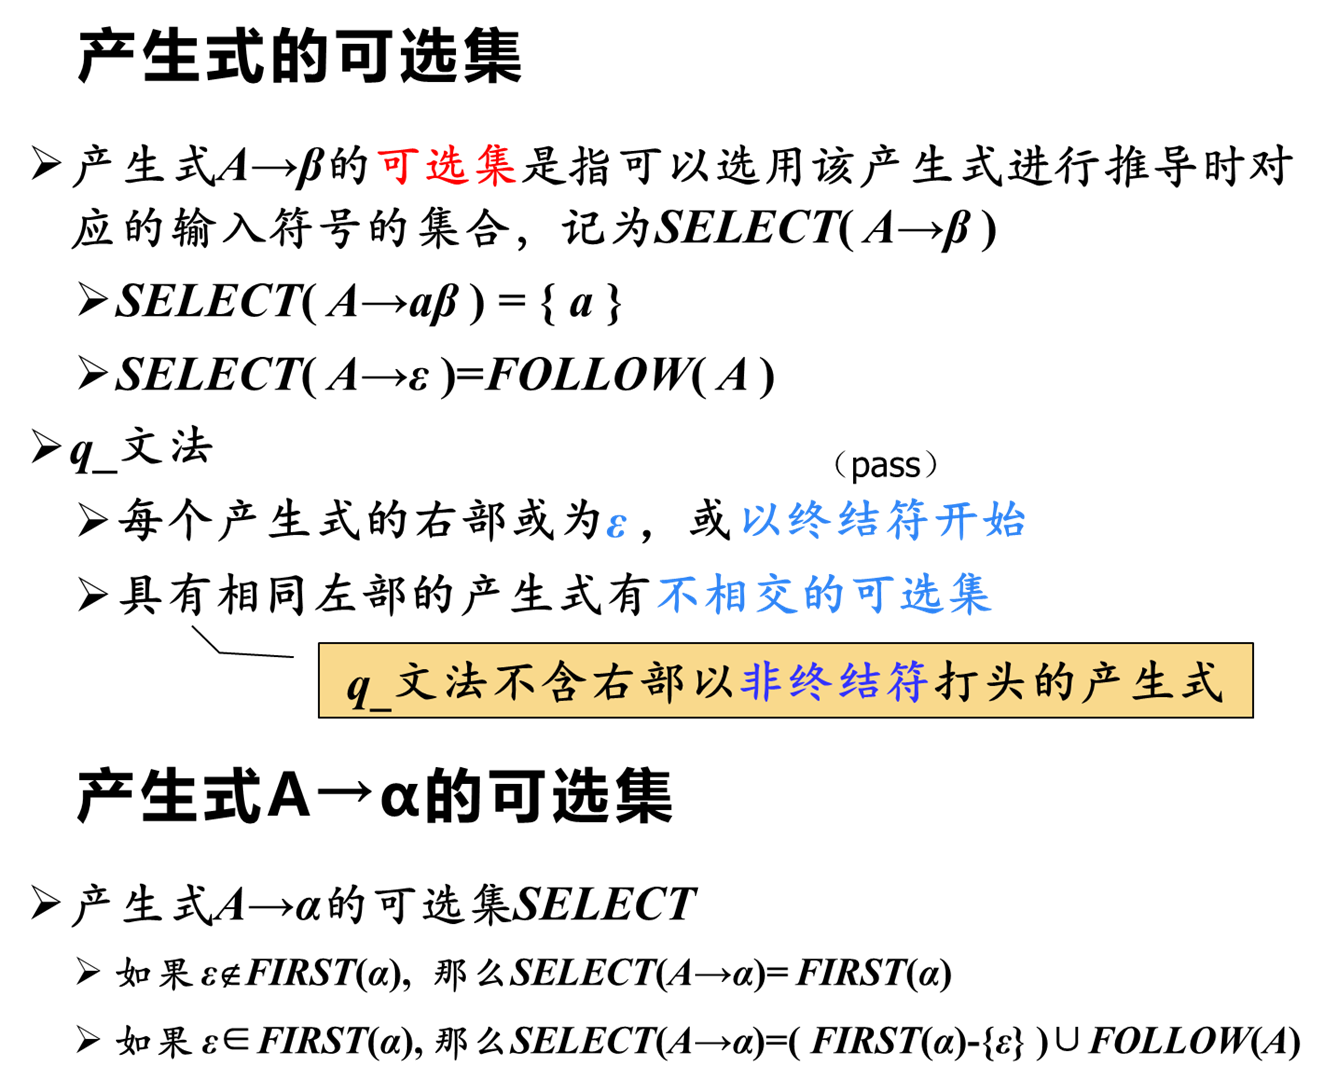 产生式的可选集
➢产生式A→β的可选集是指可以选用该产生式进行推导时对
应的输入符号的集合，记为SELECT( A→β )
➢SELECT( A→aβ ) = { a }
➢SELECT( A→ε )=FOLLOW( A )
➢q_文法
（pass）
➢每个产生式的右部或为ε，或以终结符开始
➢具有相同左部的产生式有不相交的可选集
q_文法不含右部以非终结符打头的产生式
产生式A→α的可选集
➢产生式A→α的可选集SELECT
➢如果ε∉FIRST(α), 那么SELECT(A→α)= FIRST(α)
➢如果ε∈FIRST(α), 那么SELECT(A→α)=( FIRST(α)-{ε} )∪FOLLOW(A)